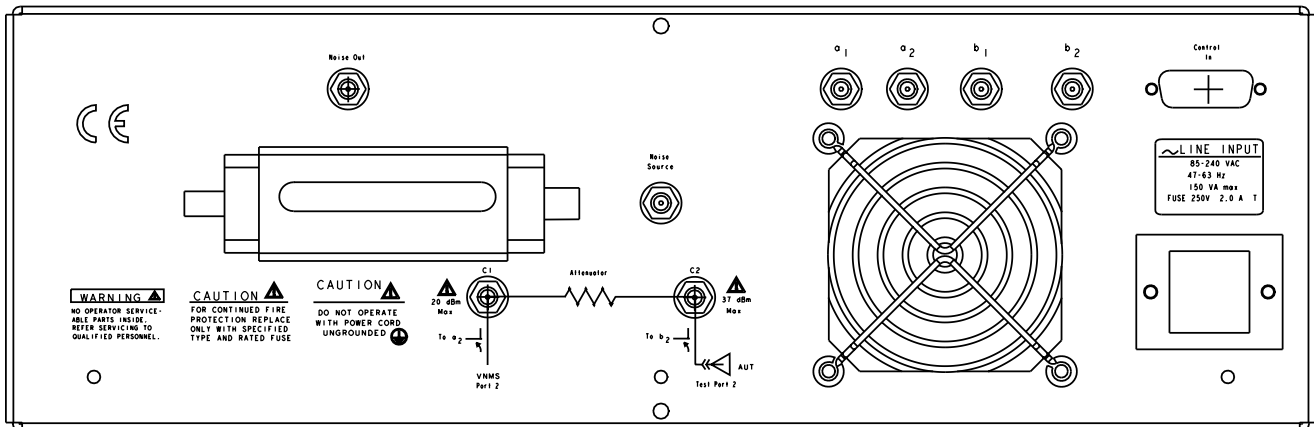 Noise Out
a1
a2
b1
b2
Control
In
CE
Noise
Source
LINE INPUT
85-240 VAC
47-63 Hz
150 VA max
FUSE 250V 2.0 A T
WARNING
NO OPERATOR SERVICE-
ABLE PARTS INSIDE.
REFER SERVICING TO
QUALIFIED PERSONNEL.
CAUTION
FOR CONTINUED FIRE
PROTECTION REPLACE
ONLY WITH SPECIFIED
TYPE AND RATED FUSE
CAUTION
DO NOT OPERATE
WITH POWER CORD
UNGROUNDED
C1
20 dBm
Max
Attenuator
C2
37 dBm
Max
To a2
VNMS
Port 2
To b2
AUT
Test Port 2